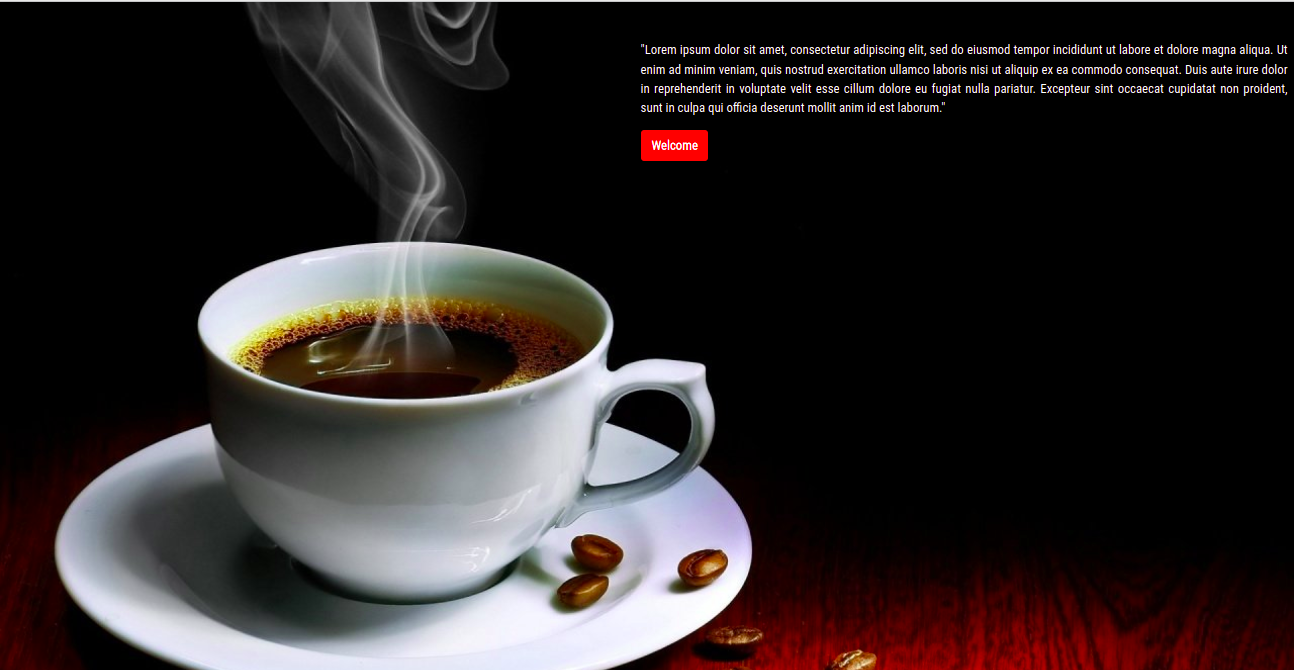 "Lorem ipsum dolor sit amet, consectetur adipiscing elit, sed do eiusmod tempor incididunt ut labore et dolore magna aliqua. Ut
enim ad minim veniam, quis nostrud exercitation ullamco laboris nisi ut aliquip ex ea commodo consequat. Duis aute irure dolor
in reprehenderit in voluptate velit esse cillum dolore eu fugiat nulla pariatur. Excepteur sint occaecat cupidatat non proident,
sunt in culpa qui officia deserunt mollit anim id est laborum."
Welcome